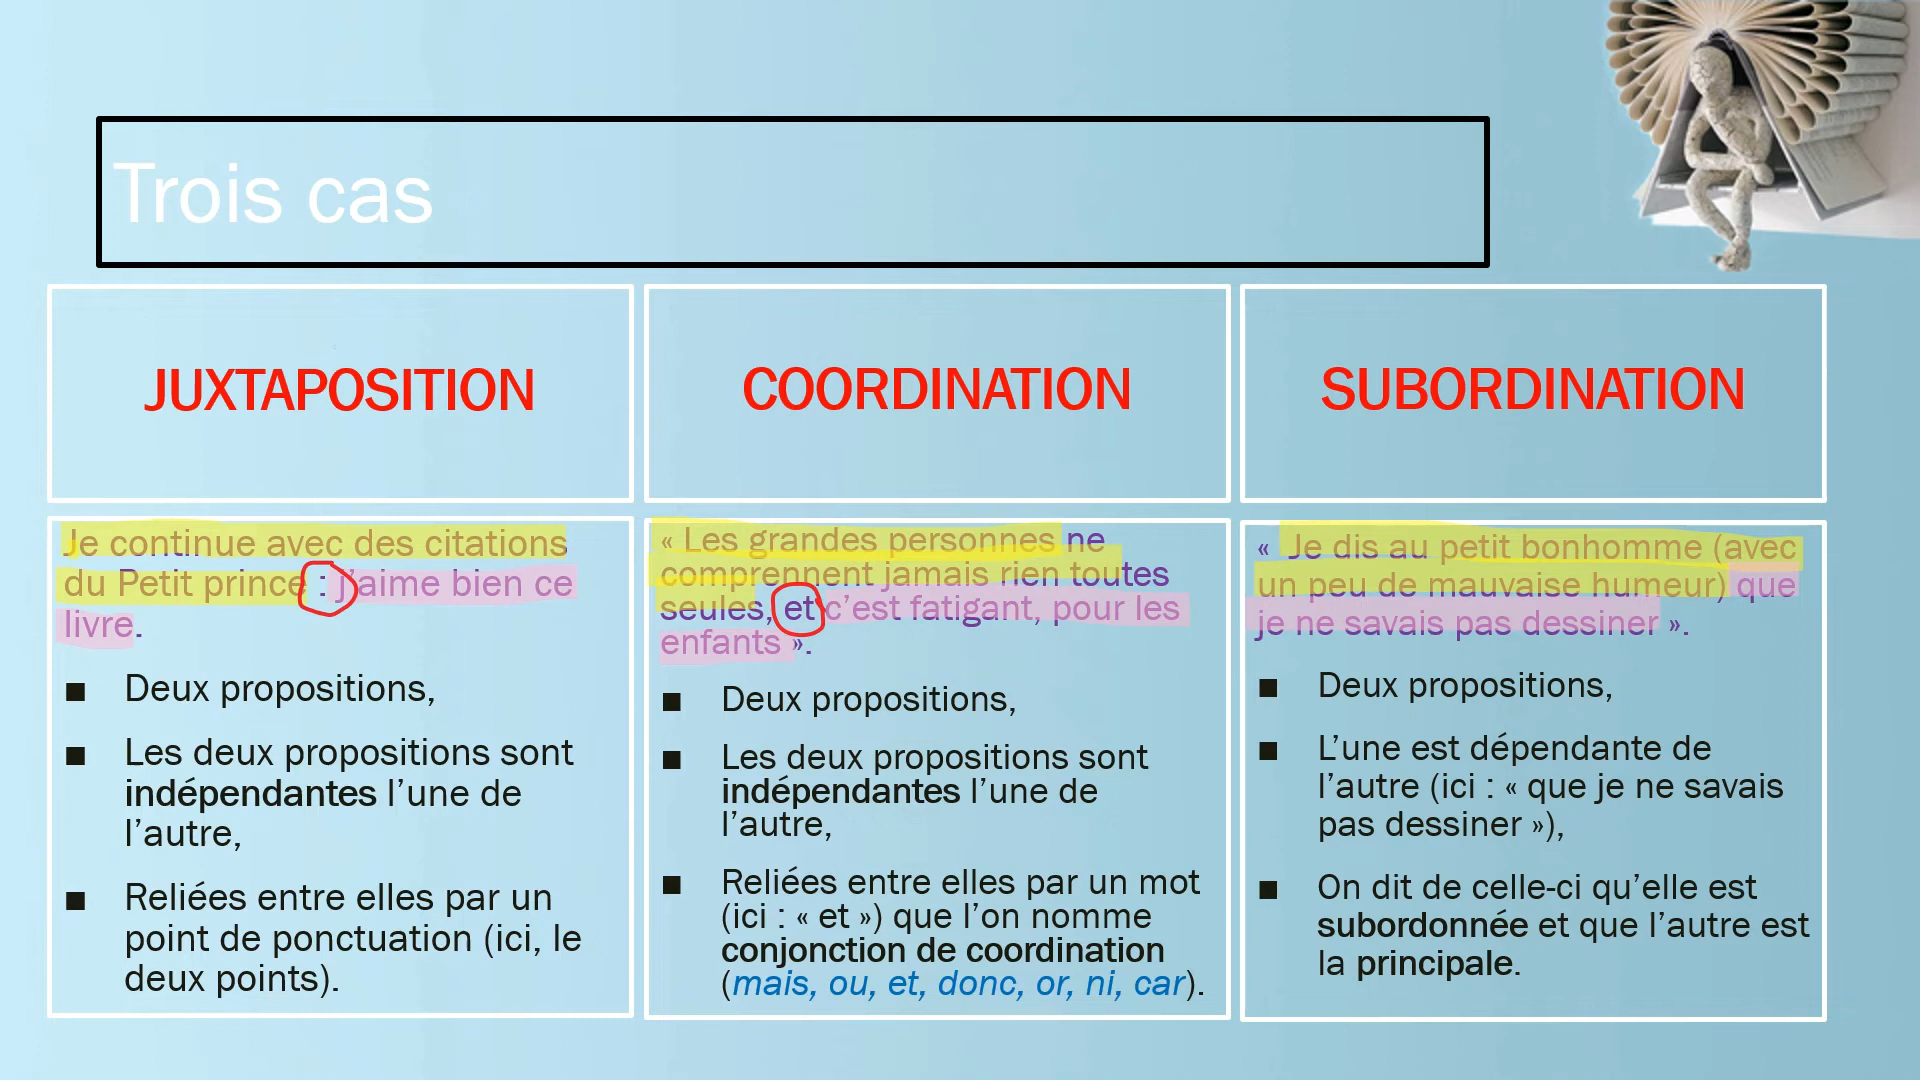 Trois cas
JUXTAPOSITION
COORDINATION
SUBORDINATION
Je continue avec des citations
du Petit prince : j’aime bien ce
livre.
■ Deux propositions,
■ Les deux propositions sont
indépendantes l’une de
l’autre,
■ Reliées entre elles par un
point de ponctuation (ici, le
deux points).
« Les grandes personnes ne
comprennent jamais rien toutes
seules, et c’est fatigant, pour les
enfants ».
■ Deux propositions,
■ Les deux propositions sont
indépendantes l’une de
l’autre,
■ Reliées entre elles par un mot
(ici : « et ») que l’on nomme
conjonction de coordination
(mais, ou, et, donc, or, ni, car).
« Je dis au petit bonhomme (avec
un peu de mauvaise humeur) que
je ne savais pas dessiner ».
■ Deux propositions,
■ L’une est dépendante de
l’autre (ici : « que je ne savais
pas dessiner »),
■ On dit de celle-ci qu’elle est
subordonnée et que l’autre est
la principale.